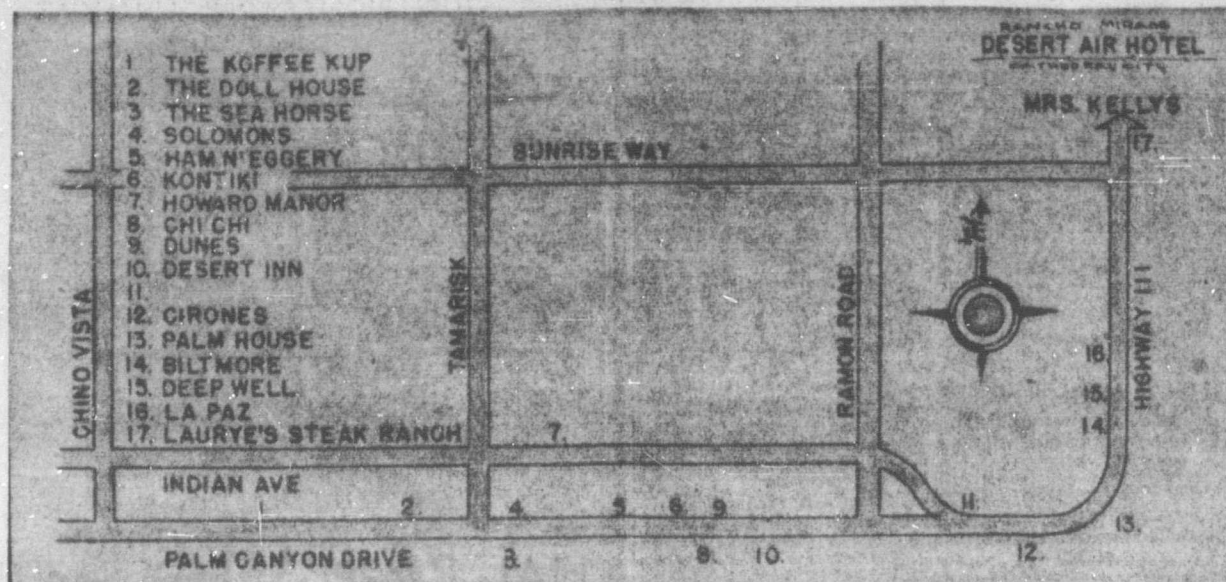 1 THE KOFFEE KUP
2. THE DOLL HOUSE
3 THE SEA HORSE
4. SOLOMONS
5. HAM N'EGGERY
6. KONTIKI
7. HOWARD MANOR
8. CHI CHI
9. DUNES
10. DESERT INN
11.
12. CIRONES
13. PALM HOUSE
14. BILTMORE
15. DEEP WELL
16. LA PAZ
17. LAURYE'S STEAK RANCH
RANCHO MIRAGE
DESERT AIR HOTEL
CATHEDRAL CITY
MRS. KELLYS
17.
SUNRISE WAY
CHINO VISTA
TAMARISK
RAMON ROAD
HIGHWAY 111
16.
15.
14.
7.
INDIAN AVE
2.
4.
5
6.
9
11.
13.
PALM CANYON DRIVE
3.
8.
10.
12.